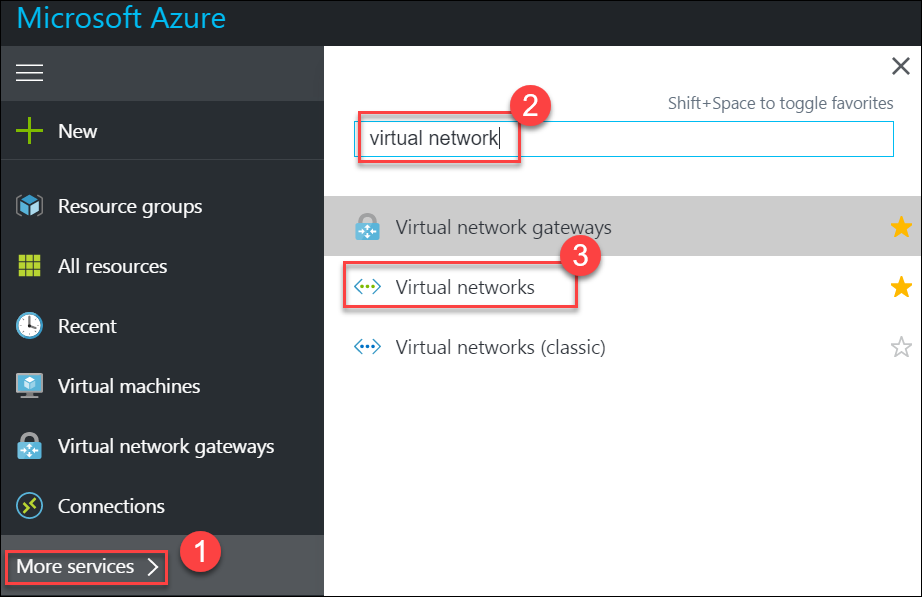 Microsoft Azure
New
Resource groups
All resources
Recent
Virtual machines
Virtual network gateways
Connections
More services
1
Shift+Space to toggle favorites
2
virtual network
Virtual network gateways
3
Virtual networks
Virtual networks (classic)